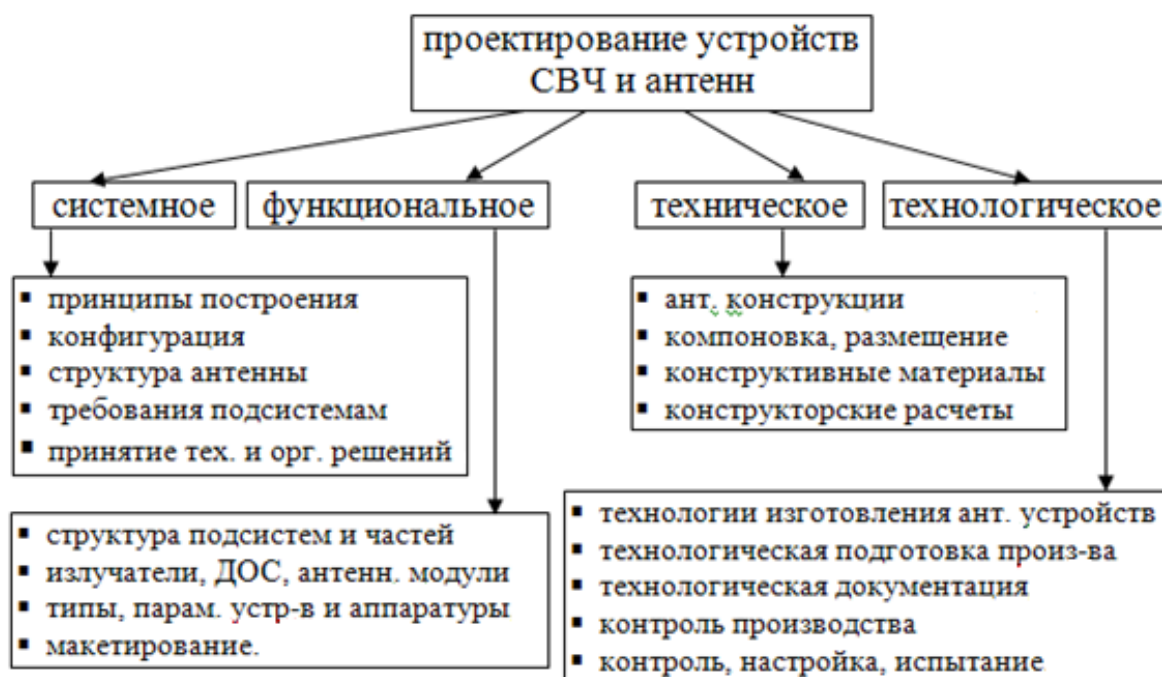 проектирование устройств
СВЧ и антенн
системное
функциональное
техническое
технологическое
▪ принципы построения
▪ конфигурация
▪ структура антенны
▪ требования подсистемам
▪ принятие тех. и орг. решений
▪ ант. конструкции
▪ компоновка, размещение
▪ конструктивные материалы
▪ конструкторские расчеты
▪ структура подсистем и частей
▪ излучатели, ДОС, антенн. модули
▪ типы, парам. устр-в и аппаратуры
▪ макетирование.
▪ технологии изготовления ант. устройств
▪ технологическая подготовка произ-ва
▪ технологическая документация
▪ контроль производства
▪ контроль, настройка, испытание